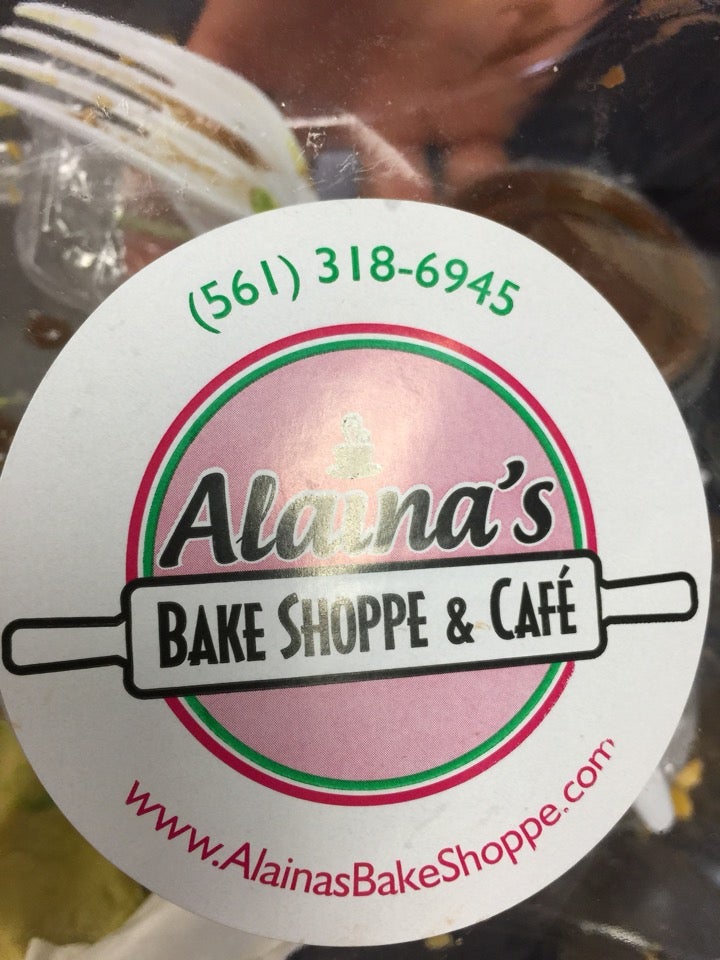 (561) 318-6945
Alaina's
BAKE SHOPPE & CAFÉ
www.AlainasBakeShoppe.com